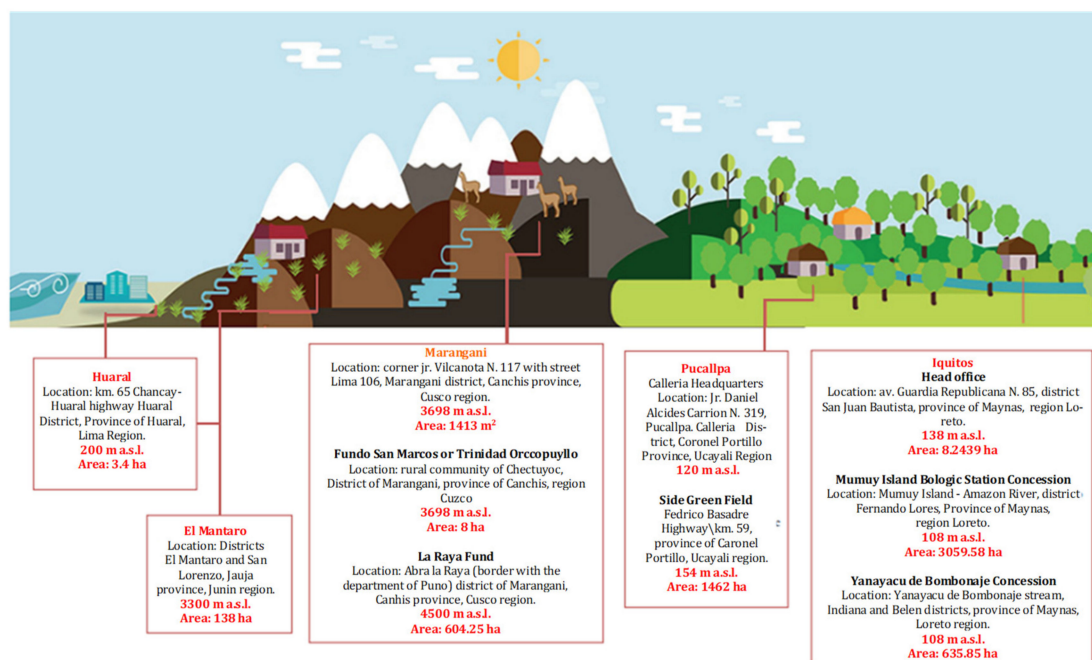 Huaral
Location: km. 65 Chancay-
Huaral highway Huaral
District, Province of Huaral,
Lima Region.
200 m a.s.l.
Area: 3.4 ha
El Mantaro
Location: Districts
El Mantaro and San
Lorenzo, Jauja
province, Junin region.
3300 m a.s.l.
Area: 138 ha
Marangani
Location: corner jr. Vilcanota N. 117 with street
Lima 106, Marangani district, Canchis province,
Cusco region.
3698 m a.s.l.
Area: 1413 m²
Fundo San Marcos or Trinidad Orccopuyllo
Location: rural community of Chectuyoc,
District of Marangani, province of Canchis, region
Cuzco
3698 m a.s.l.
Area: 8 ha
La Raya Fund
Location: Abra la Raya (border with the
department of Puno) district of Marangani,
Canhis province, Cusco region.
4500 m a.s.l.
Area: 604.25 ha
Pucallpa
Calleria Headquarters
Location: Jr. Daniel
Alcides Carrion N. 319,
Pucallpa. Calleria Dis-
trict, Coronel Portillo
Province, Ucayali Region
120 m a.s.l.
Side Green Field
Fedrico Basadre
Highway\km. 59,
province of Caronel
Portillo, Ucayali region.
154 m a.s.l.
Area: 1462 ha
Iquitos
Head office
Location: av. Guardia Republicana N. 85, district
San Juan Bautista, province of Maynas, region Lo-
reto.
138 m a.s.l.
Area: 8.2439 ha
Mumuy Island Bologic Station Concession
Location: Mumuy Island - Amazon River, district
Fernando Lores, Province of Maynas,
region Loreto.
108 m a.s.l.
Area: 3059.58 ha
Yanayacu de Bombonaje Concession
Location: Yanayacu de Bombonaje stream,
Indiana and Belen districts, province of Maynas,
Loreto region.
108 m a.s.l.
Area: 635.85 ha